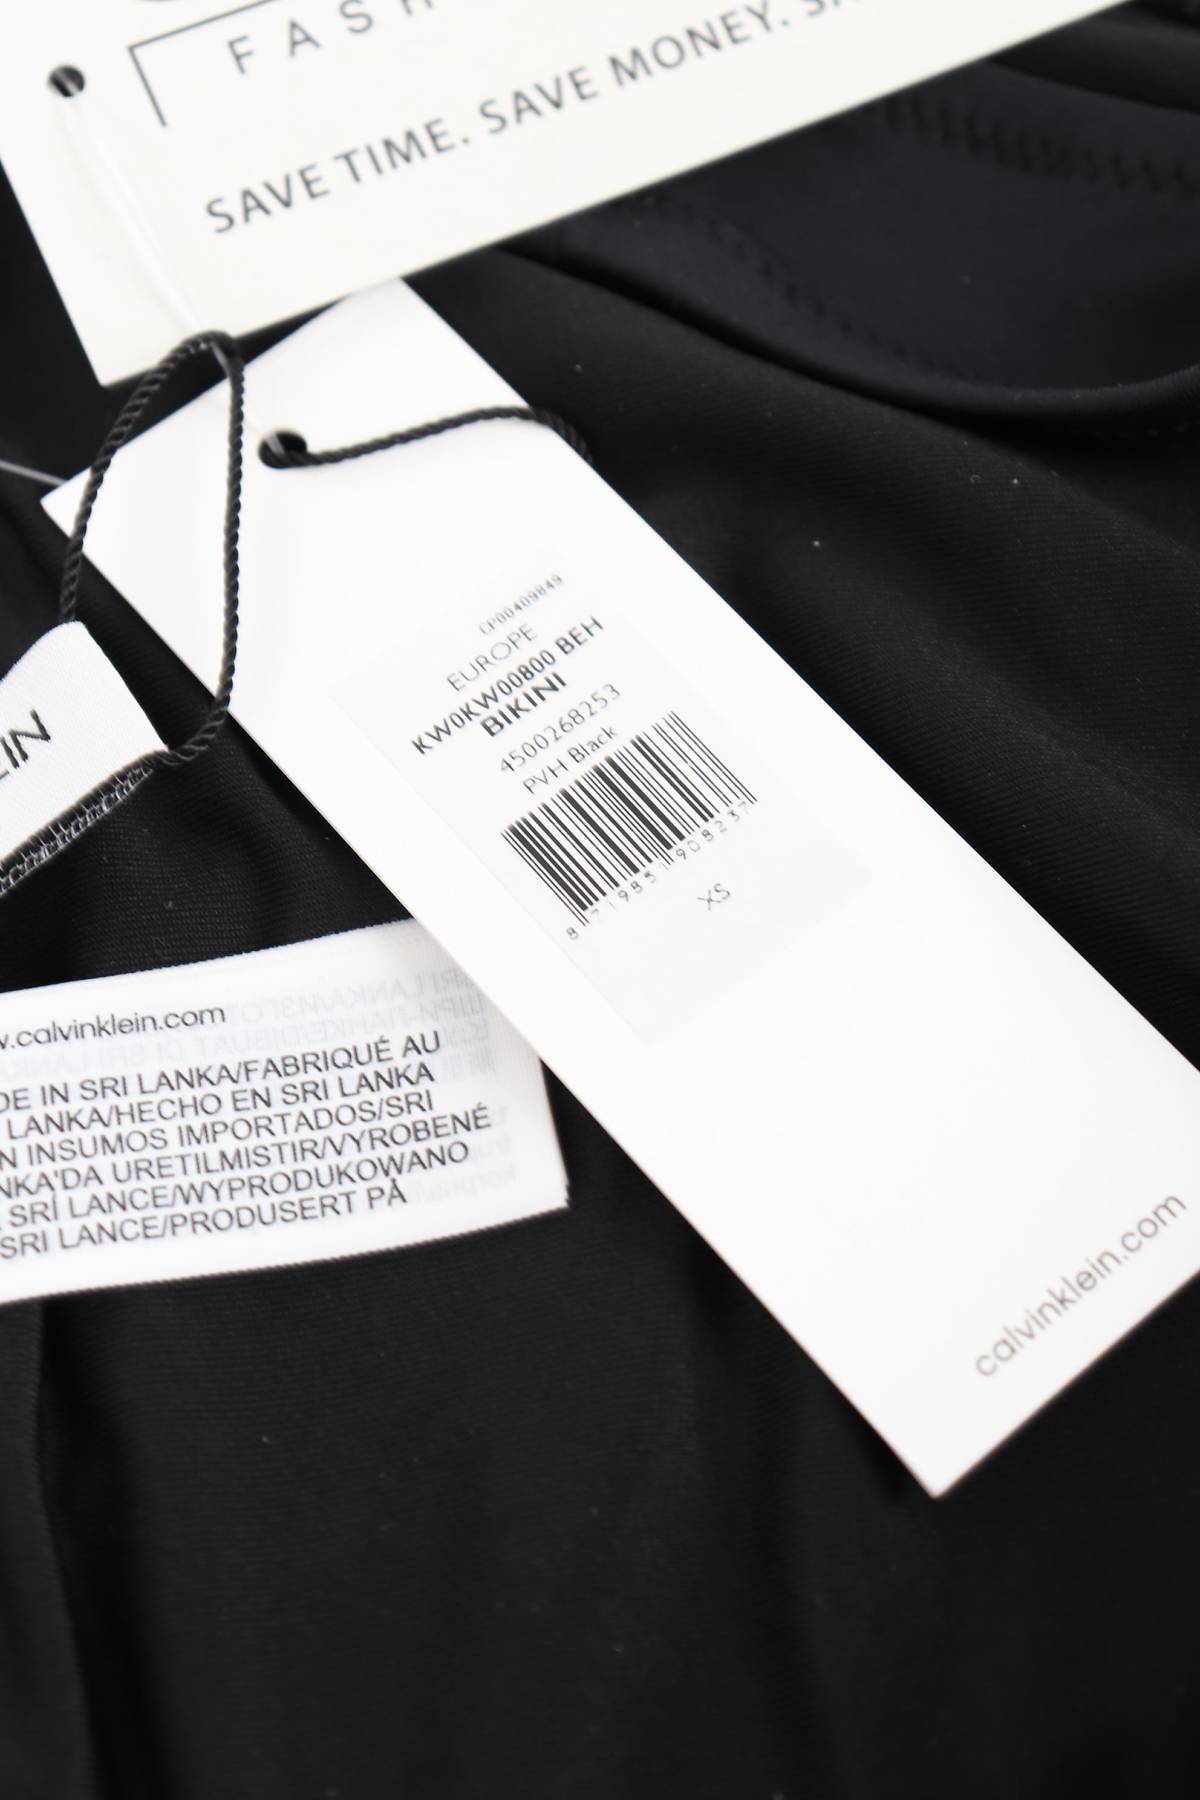 FASH
SAVE TIME. SAVE MONEY. SA
CP00409849
EUROPE
KW0KW00800 BEH
BIKINI
4500268253
PVH Black
8 719851 908237
XS
calvinklein.com
EIN
w.calvinklein.com
DE IN SRI LANKA/FABRIQUÉ AU
LANKA/HECHO EN SRI LANKA
N INSUMOS IMPORTADOS/SRI
NKA'DA URETILMISTIR/VYROBENÉ
SRÍ LANCE/WYPRODUKOWANO
SRI LANCE/PRODUSERT PÅ